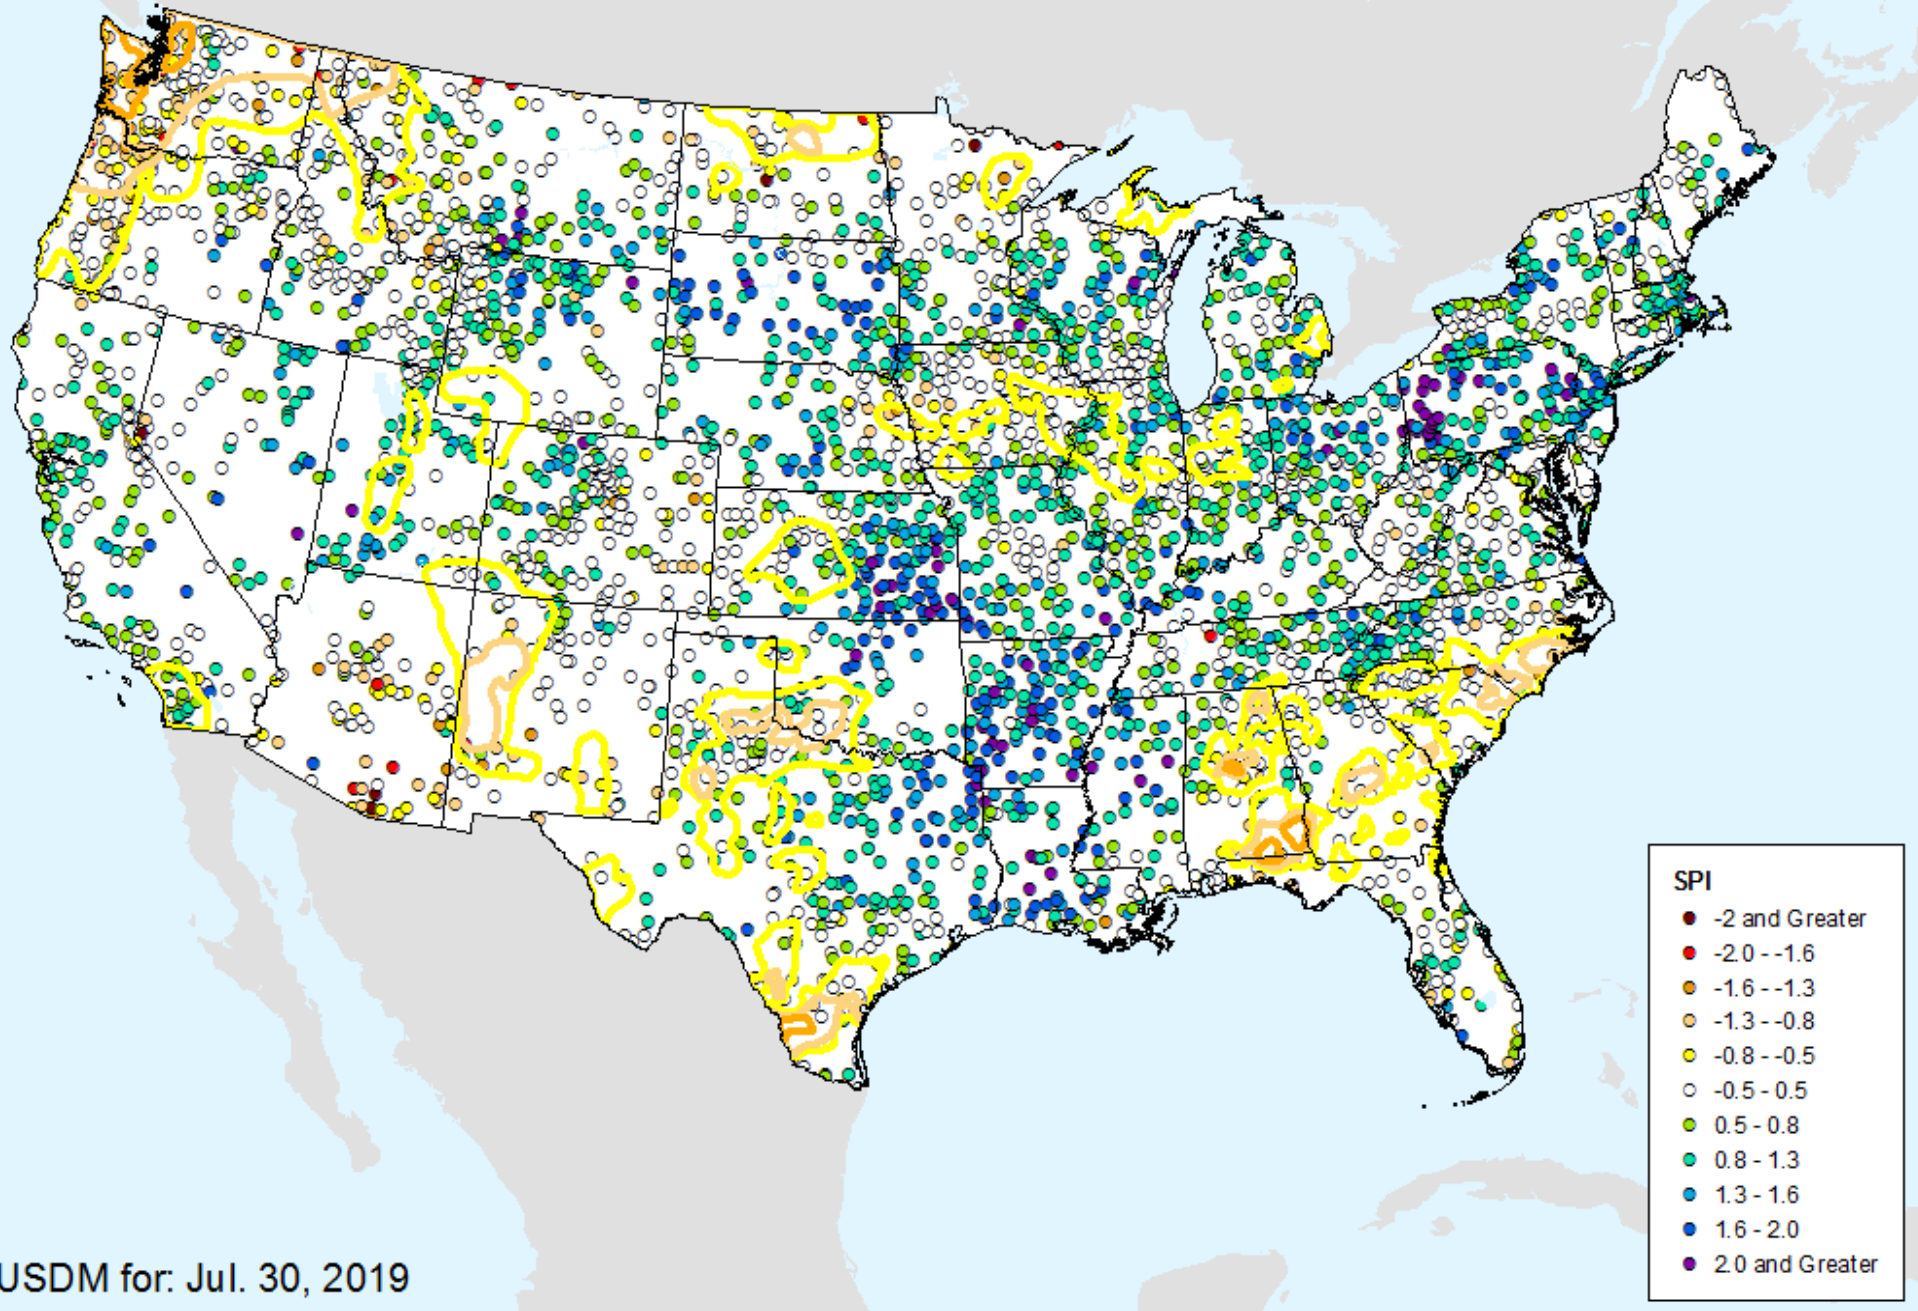 SPI
-2 and Greater
-2.0 - -1.6
-1.6 - -1.3
-1.3 - -0.8
-0.8 - -0.5
-0.5 - 0.5
0.5 - 0.8
0.8 - 1.3
1.3 - 1.6
1.6 - 2.0
2.0 and Greater
USDM for: Jul. 30, 2019